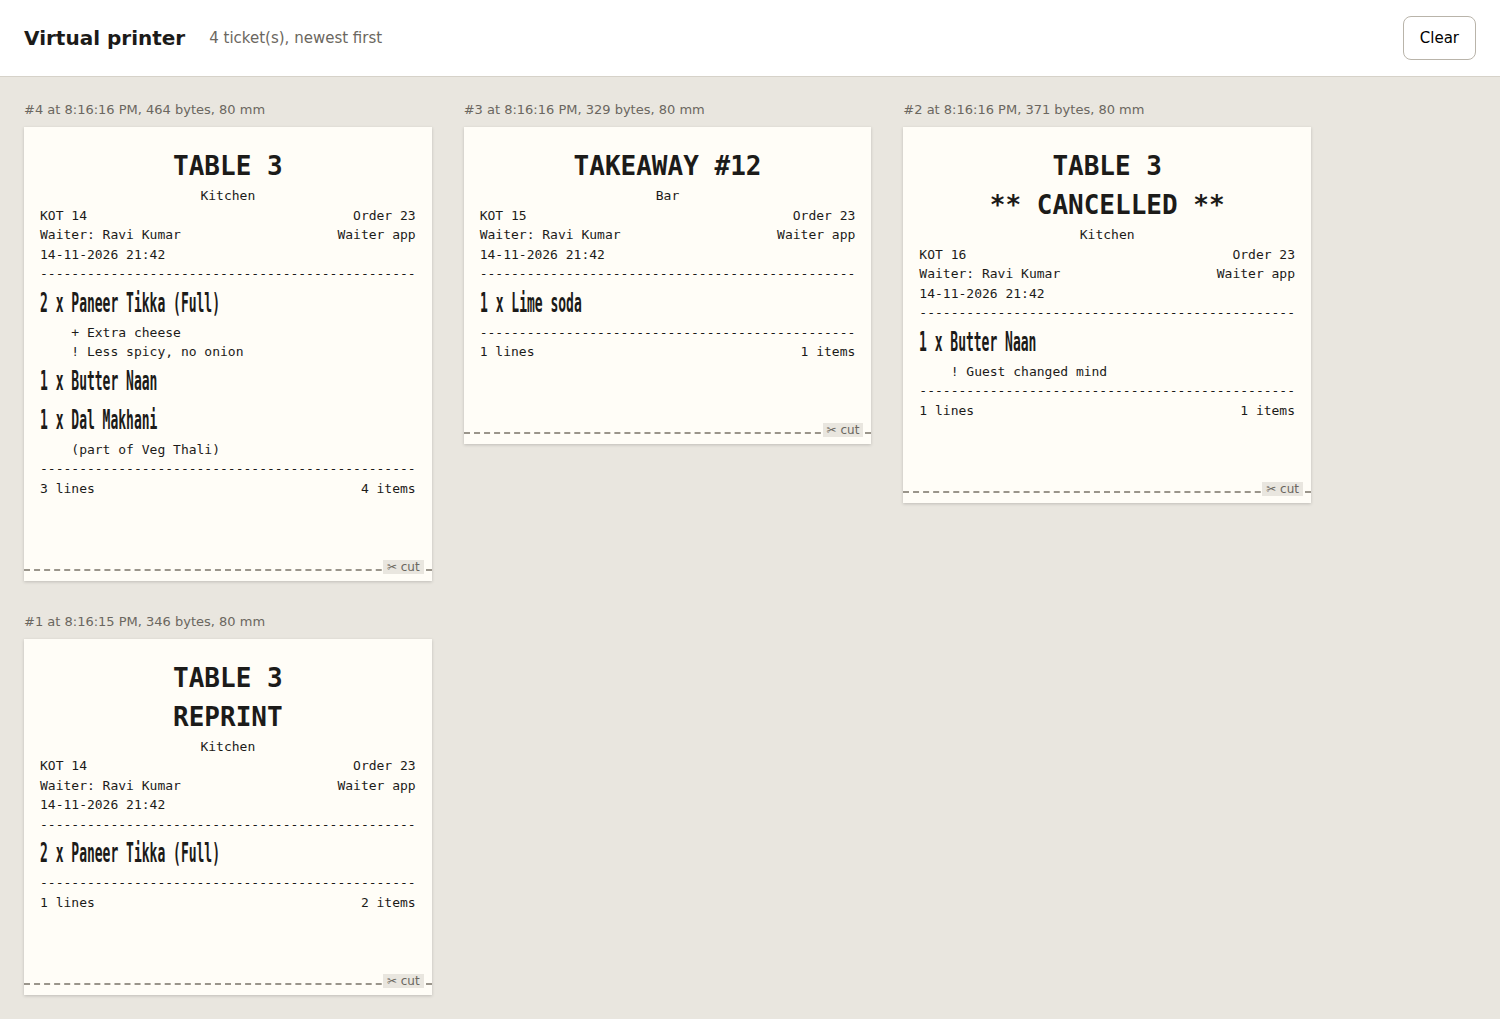 Virtual printer 4 ticket(s), newest first Clear
#4 at 8:16:16 PM, 464 bytes, 80 mm
TABLE 3
Kitchen
KOT 14 Order 23
Waiter: Ravi Kumar Waiter app
14-11-2026 21:42
------------------------------------------------
2 x Paneer Tikka (Full)
+ Extra cheese
! Less spicy, no onion
1 x Butter Naan
1 x Dal Makhani
(part of Veg Thali)
------------------------------------------------
3 lines 4 items
✂ cut
#3 at 8:16:16 PM, 329 bytes, 80 mm
TAKEAWAY #12
Bar
KOT 15 Order 23
Waiter: Ravi Kumar Waiter app
14-11-2026 21:42
------------------------------------------------
1 x Lime soda
------------------------------------------------
1 lines 1 items
✂ cut
#2 at 8:16:16 PM, 371 bytes, 80 mm
TABLE 3
** CANCELLED **
Kitchen
KOT 16 Order 23
Waiter: Ravi Kumar Waiter app
14-11-2026 21:42
------------------------------------------------
1 x Butter Naan
! Guest changed mind
------------------------------------------------
1 lines 1 items
✂ cut
#1 at 8:16:15 PM, 346 bytes, 80 mm
TABLE 3
REPRINT
Kitchen
KOT 14 Order 23
Waiter: Ravi Kumar Waiter app
14-11-2026 21:42
------------------------------------------------
2 x Paneer Tikka (Full)
------------------------------------------------
1 lines 2 items
✂ cut